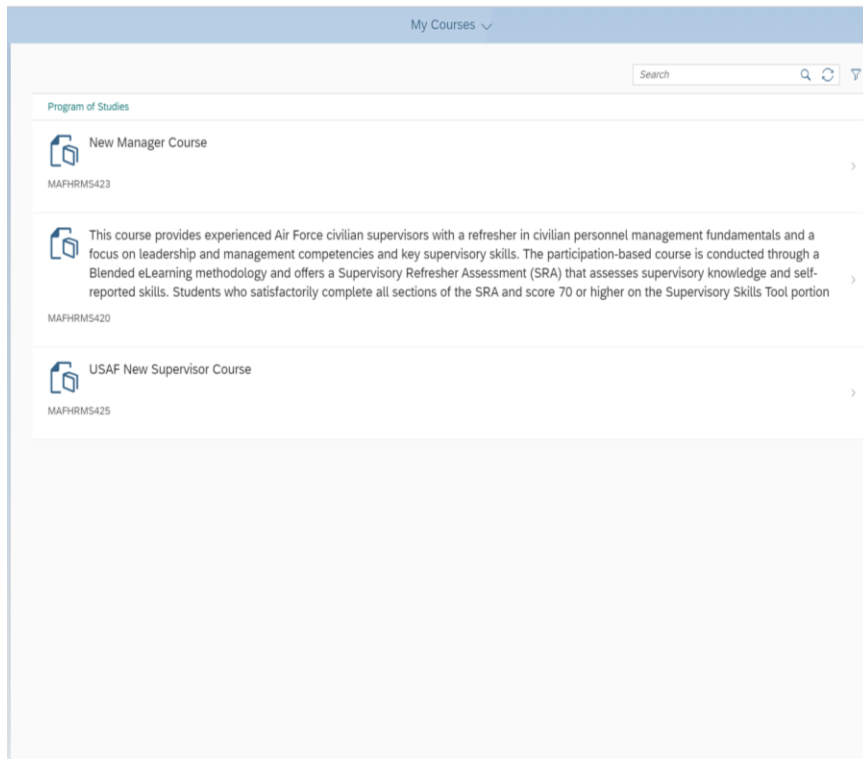 My Courses
Search
Program of Studies
New Manager Course
MAFHRMS423
This course provides experienced Air Force civilian supervisors with a refresher in civilian personnel management fundamentals and a
focus on leadership and management competencies and key supervisory skills. The participation-based course is conducted through a
Blended eLearning methodology and offers a Supervisory Refresher Assessment (SRA) that assesses supervisory knowledge and self-
reported skills. Students who satisfactorily complete all sections of the SRA and score 70 or higher on the Supervisory Skills Tool portion
MAFHRMS420
USAF New Supervisor Course
MAFHRMS425